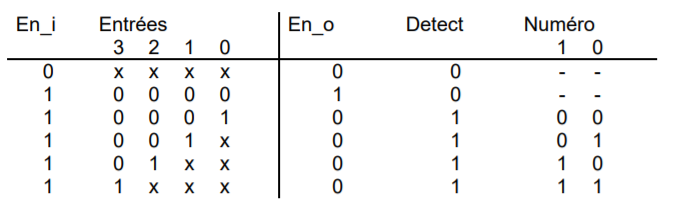 En_i Entrées En_o Detect Numéro
3 2 1 0 1 0
0 x x x x 0 0 - -
1 0 0 0 0 1 0 - -
1 0 0 0 1 0 1 0 0
1 0 0 1 x 0 1 0 1
1 0 1 x x 0 1 1 0
1 1 x x x 0 1 1 1